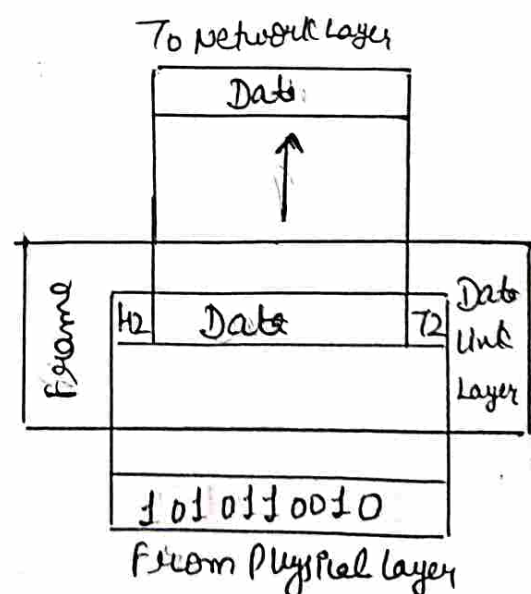 To Network Layer
Data
Frame
H2 Data T2
Data
Link
Layer
1 0 1 0 1 1 0 0 1 0
From Physical Layer